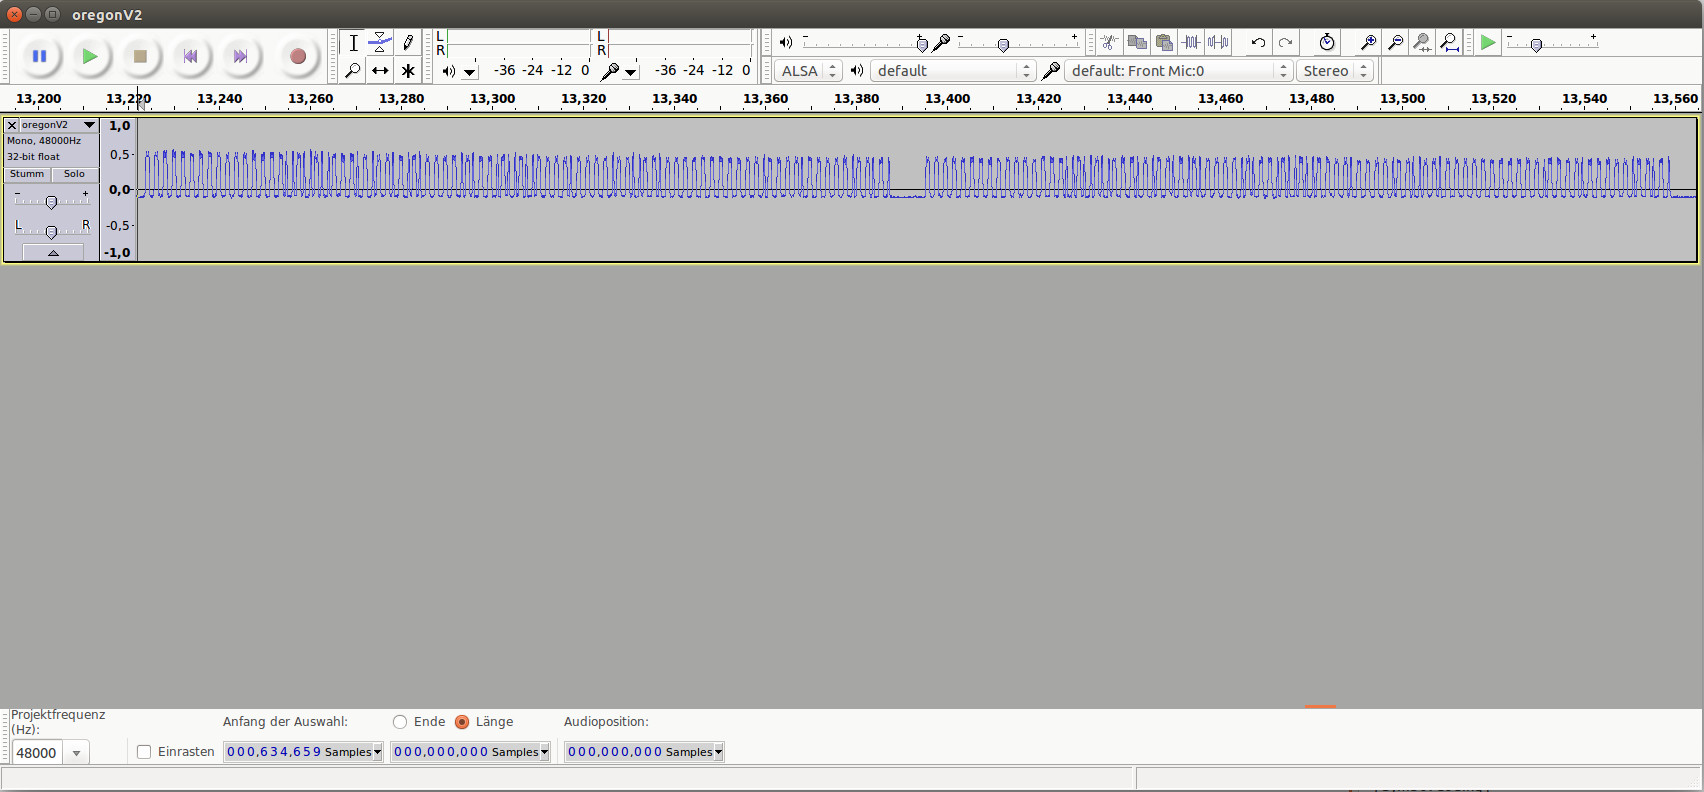 oregonV2
L
R
-36 -24 -12 0
L
R
-36 -24 -12 0
ALSA
default
default: Front Mic:0
Stereo
13,200 13,220 13,240 13,260 13,280 13,300 13,320 13,340 13,360 13,380 13,400 13,420 13,440 13,460 13,480 13,500 13,520 13,540 13,560
oregonV2
Mono, 48000Hz
32-bit float
Stumm Solo
- +
L R
1,0
0,5
0,0
-0,5
-1,0
Projektfrequenz
(Hz):
48000
Einrasten
Anfang der Auswahl:
000,634,659 Samples
Ende Länge
000,000,000 Samples
Audioposition:
000,000,000 Samples